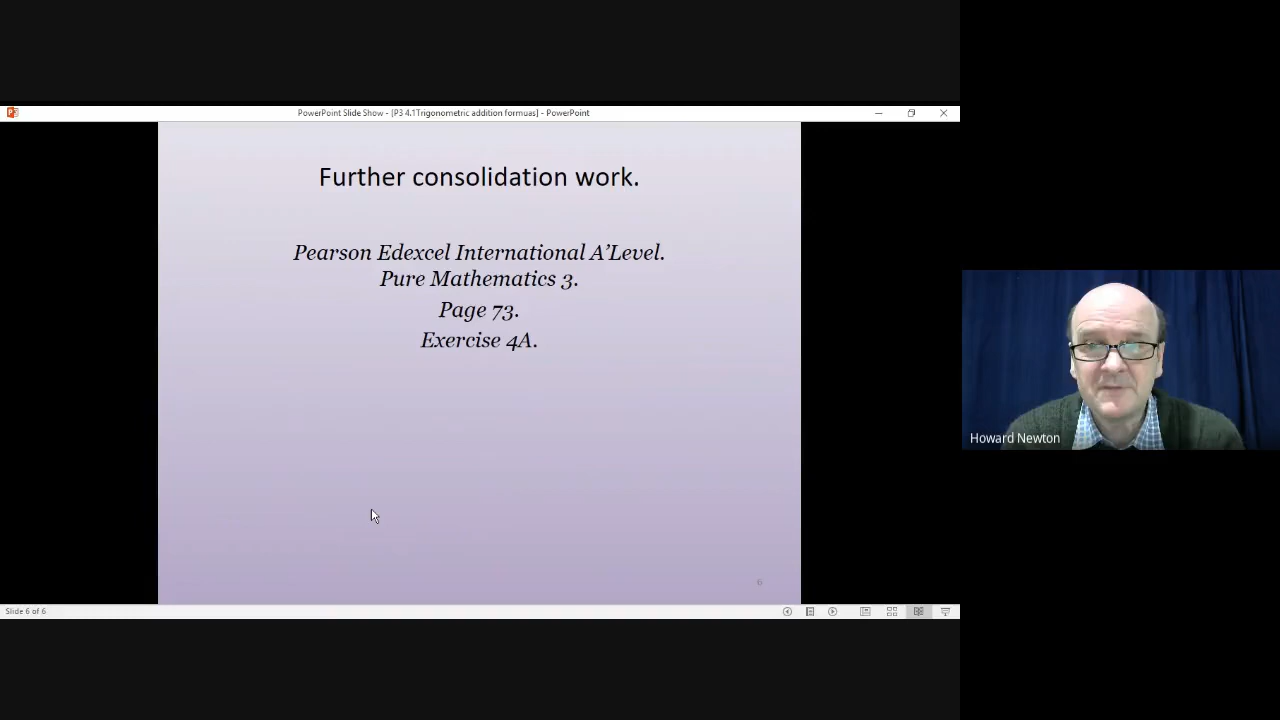 PowerPoint Slide Show - [P3 4.1Trigonometric addition formuas] - PowerPoint
Further consolidation work.
Pearson Edexcel International A’Level.
Pure Mathematics 3.
Page 73.
Exercise 4A.
Howard Newton
6
Slide 6 of 6